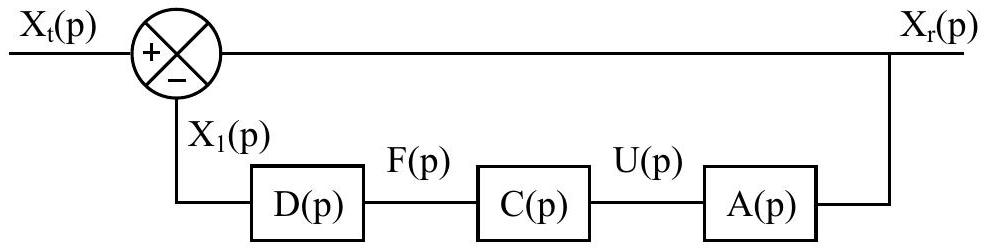 Xₜ(p)
Xᵣ(p)
+
−
X₁(p)
F(p)
U(p)
D(p)
C(p)
A(p)